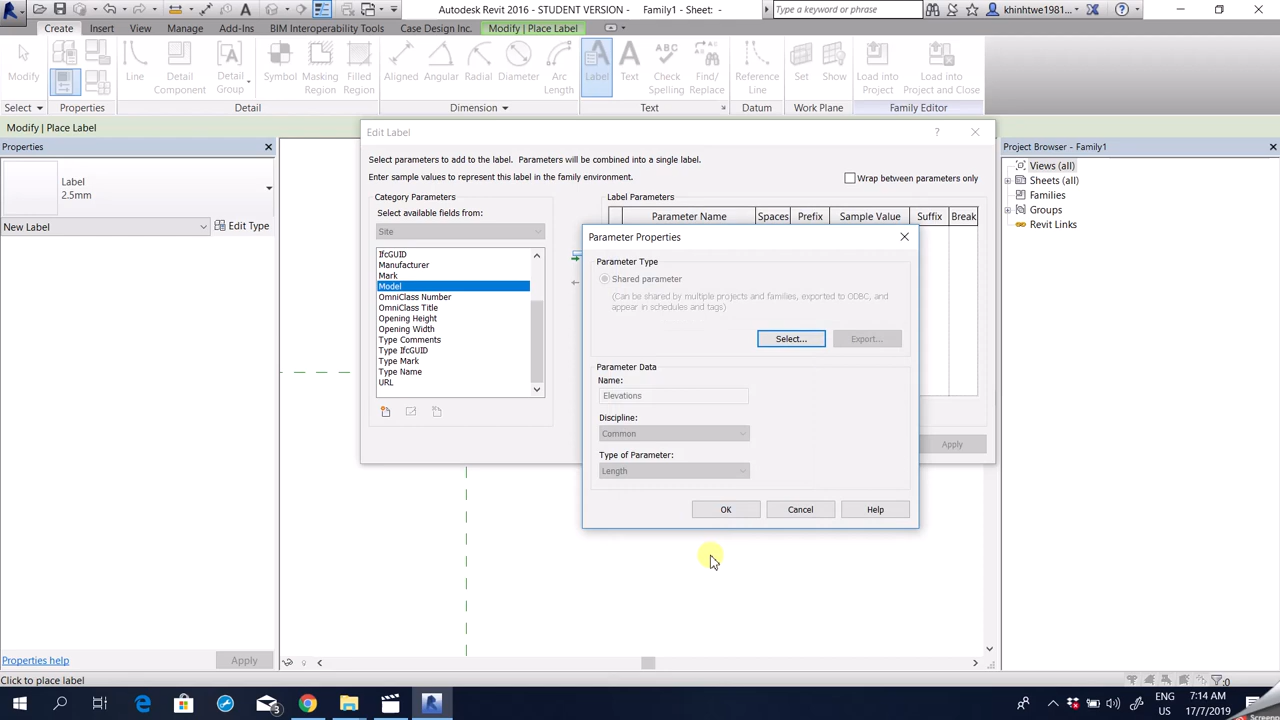 Autodesk Revit 2016 - STUDENT VERSION - Family1 - Sheet: -
Type a keyword or phrase
khinhtwe1981...
Create
Insert
View
Manage
Add-Ins
BIM Interoperability Tools
Case Design Inc.
Modify | Place Label
Modify
Line
Detail Component
Detail Group
Symbol
Masking Region
Filled Region
Aligned
Angular
Radial
Diameter
Arc Length
Label
Text
Check Spelling
Find/ Replace
Reference Line
Set
Show
Load into Project
Load into Project and Close
Select
Properties
Detail
Dimension
Text
Datum
Work Plane
Family Editor
Modify | Place Label
Properties
Label
2.5mm
New Label
Edit Type
Edit Label
Select parameters to add to the label. Parameters will be combined into a single label.
Enter sample values to represent this label in the family environment.
Wrap between parameters only
Category Parameters
Select available fields from:
Site
IfcGUID
Manufacturer
Mark
Model
OmniClass Number
OmniClass Title
Opening Height
Opening Width
Type Comments
Type IfcGUID
Type Mark
Type Name
URL
Label Parameters
Parameter Name
Spaces
Prefix
Sample Value
Suffix
Break
Apply
Parameter Properties
Parameter Type
Shared parameter
(Can be shared by multiple projects and families, exported to ODBC, and
appear in schedules and tags)
Select...
Export...
Parameter Data
Name:
Elevations
Discipline:
Common
Type of Parameter:
Length
OK
Cancel
Help
Project Browser - Family1
Views (all)
Sheets (all)
Families
Groups
Revit Links
Properties help
Apply
Click to place label
:0
3
ENG
US
7:14 AM
17/7/2019